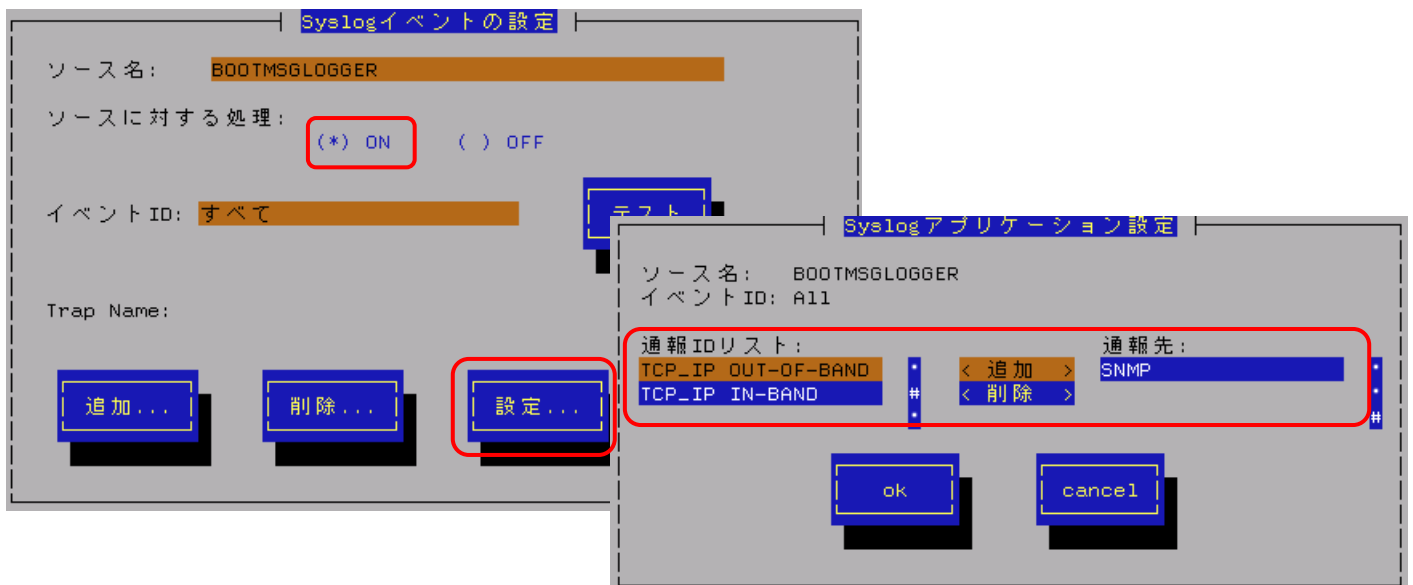 Syslogイベントの設定
ソース名: BOOTMSGLOGGER
ソースに対する処理:
(*) ON ( ) OFF
イベントID: すべて
テスト
Trap Name:
追加... 削除... 設定...
Syslogアプリケーション設定
ソース名: BOOTMSGLOGGER
イベントID: All
通報IDリスト: 通報先:
TCP_IP OUT-OF-BAND < 追加 > SNMP
TCP_IP IN-BAND # < 削除 >
#
ok cancel